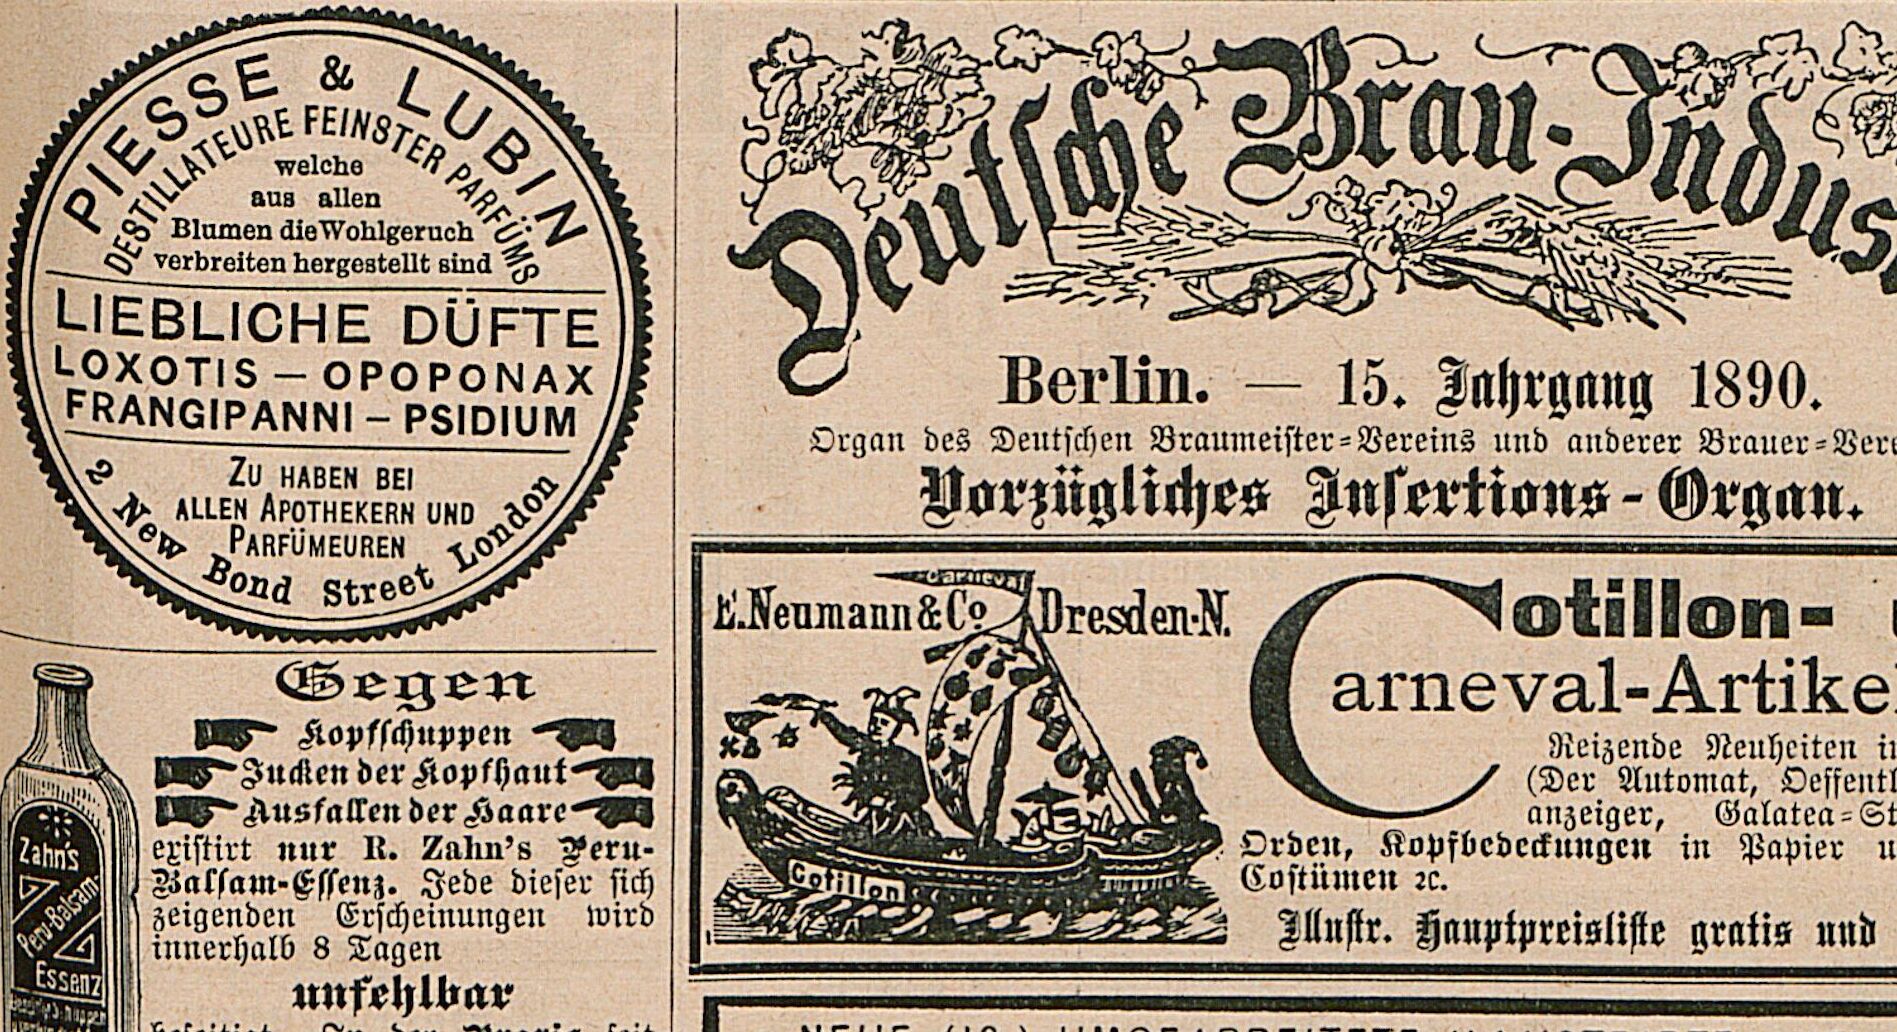 PIESSE & LUBIN
DESTILLATEURE FEINSTER PARFÜMS
welche
aus allen
Blumen die Wohlgeruch
verbreiten hergestellt sind
LIEBLICHE DÜFTE
LOXOTIS – OPOPONAX
FRANGIPANNI – PSIDIUM
ZU HABEN BEI
ALLEN APOTHEKERN UND
PARFÜMEUREN
2 New Bond Street London
Gegen
Kopfschuppen
Jucken der Kopfhaut
Ausfallen der Haare
existirt nur R. Zahn's Peru-
Balsam-Essenz. Jede dieser sich
zeigenden Erscheinungen wird
innerhalb 8 Tagen
unfehlbar
Zahn's
Peru-Balsam
Essenz
Deutsche Brau-Indus
Berlin. — 15. Jahrgang 1890.
Organ des Deutschen Braumeister-Vereins und anderer Brauer-Vere
Vorzügliches Insertions-Organ.
Carneval
E. Neumann & Co Dresden-N.
Cotillon
Cotillon-
Carneval-Artikel
Reizende Neuheiten in
(Der Automat, Oeffentl
anzeiger, Galatea-St
Orden, Kopfbedeckungen in Papier u
Costümen ꝛc.
Illustr. Hauptpreisliste gratis und